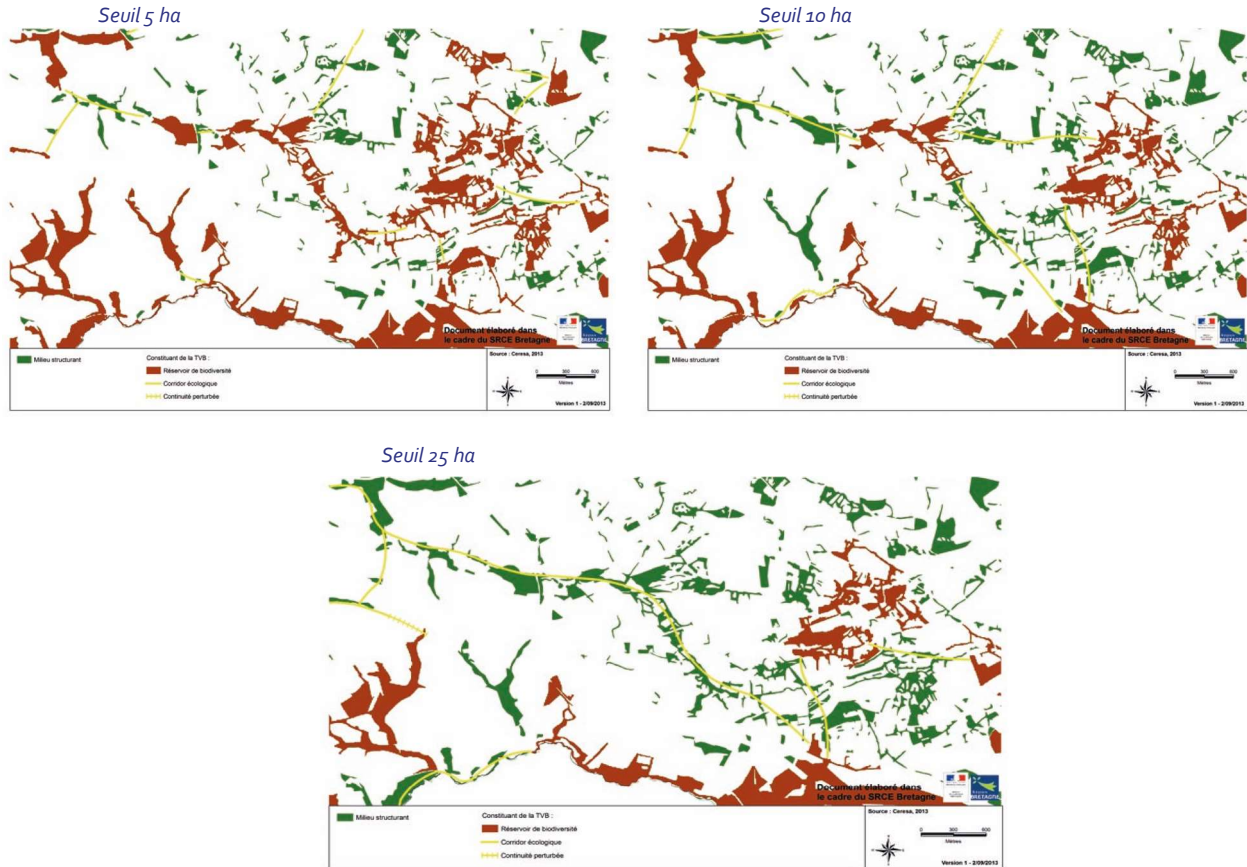 Seuil 5 ha
Document élaboré dans
le cadre du SRCE Bretagne
BRETAGNE
Milieu structurant
Constituant de la TVB :
Réservoir de biodiversité
Corridor écologique
Continuité perturbée
Source : Ceresa, 2013
0 300 600
Mètres
Version 1 - 2/09/2013
Seuil 10 ha
Document élaboré dans
le cadre du SRCE Bretagne
BRETAGNE
Milieu structurant
Constituant de la TVB :
Réservoir de biodiversité
Corridor écologique
Continuité perturbée
Source : Ceresa, 2013
0 300 600
Mètres
Version 1 - 2/09/2013
Seuil 25 ha
Document élaboré dans
le cadre du SRCE Bretagne
BRETAGNE
Milieu structurant
Constituant de la TVB :
Réservoir de biodiversité
Corridor écologique
Continuité perturbée
Source : Ceresa, 2013
0 300 600
Mètres
Version 1 - 2/09/2013